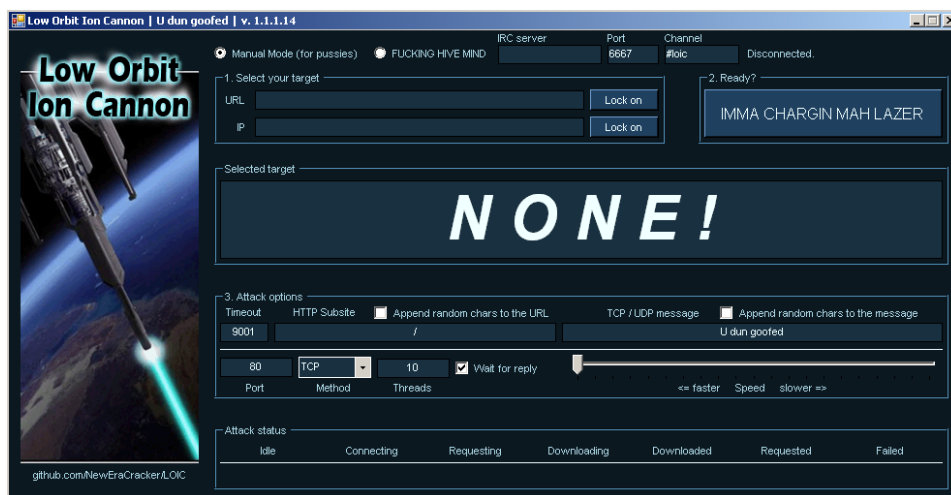 Low Orbit Ion Cannon | U dun goofed | v. 1.1.1.14
Low Orbit
Ion Cannon
IRC server Port Channel
Manual Mode (for pussies) FUCKING HIVE MIND 6667 #loic Disconnected.
1. Select your target
URL Lock on
IP Lock on
2. Ready?
IMMA CHARGIN MAH LAZER
Selected target
NONE!
3. Attack options
Timeout HTTP Subsite Append random chars to the URL TCP / UDP message Append random chars to the message
9001 / U dun goofed
80 TCP 10 Wait for reply
Port Method Threads <= faster Speed slower =>
Attack status
Idle Connecting Requesting Downloading Downloaded Requested Failed
github.com/NewEraCracker/LOIC